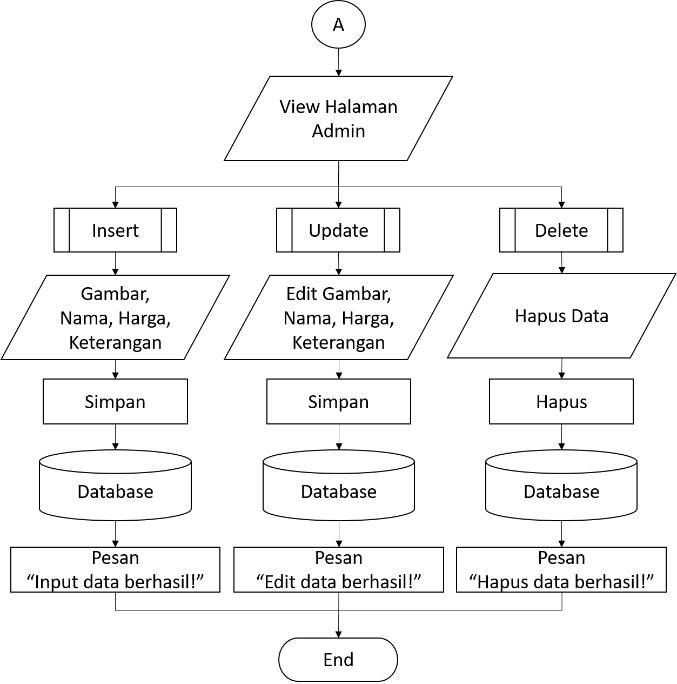 A
View Halaman
Admin
Insert
Update
Delete
Gambar,
Nama, Harga,
Keterangan
Edit Gambar,
Nama, Harga,
Keterangan
Hapus Data
Simpan
Simpan
Hapus
Database
Database
Database
Pesan
“Input data berhasil!”
Pesan
“Edit data berhasil!”
Pesan
“Hapus data berhasil!”
End